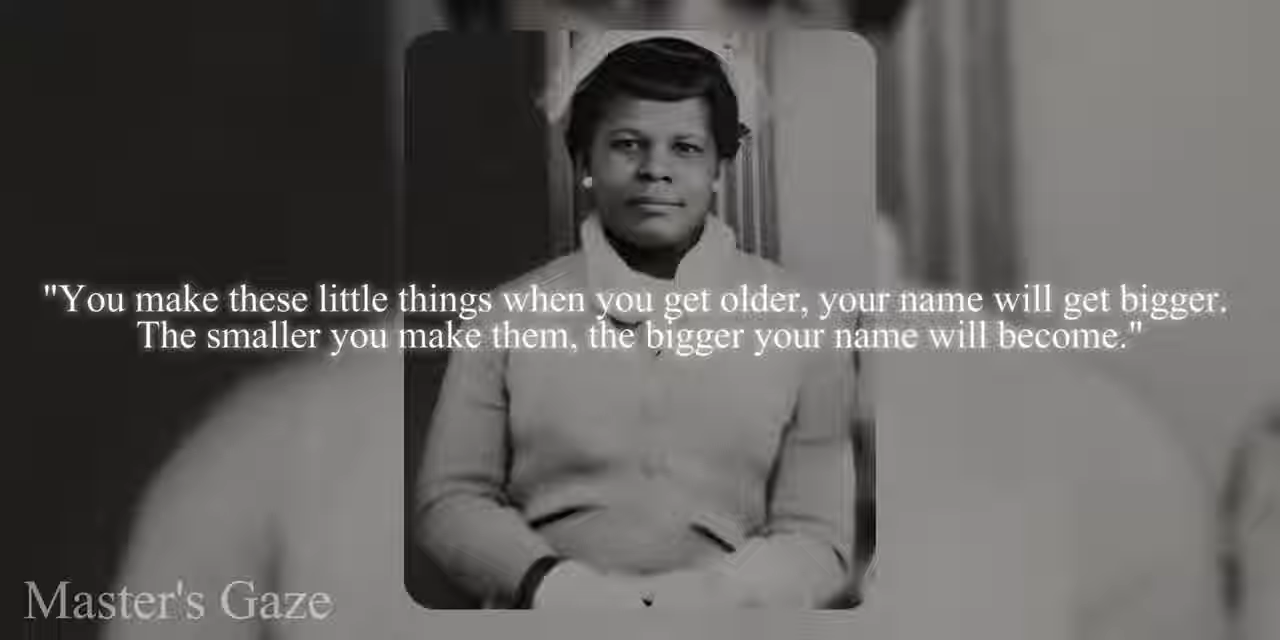 "You make these little things when you get older, your name will get bigger.
The smaller you make them, the bigger your name will become."
Master's Gaze